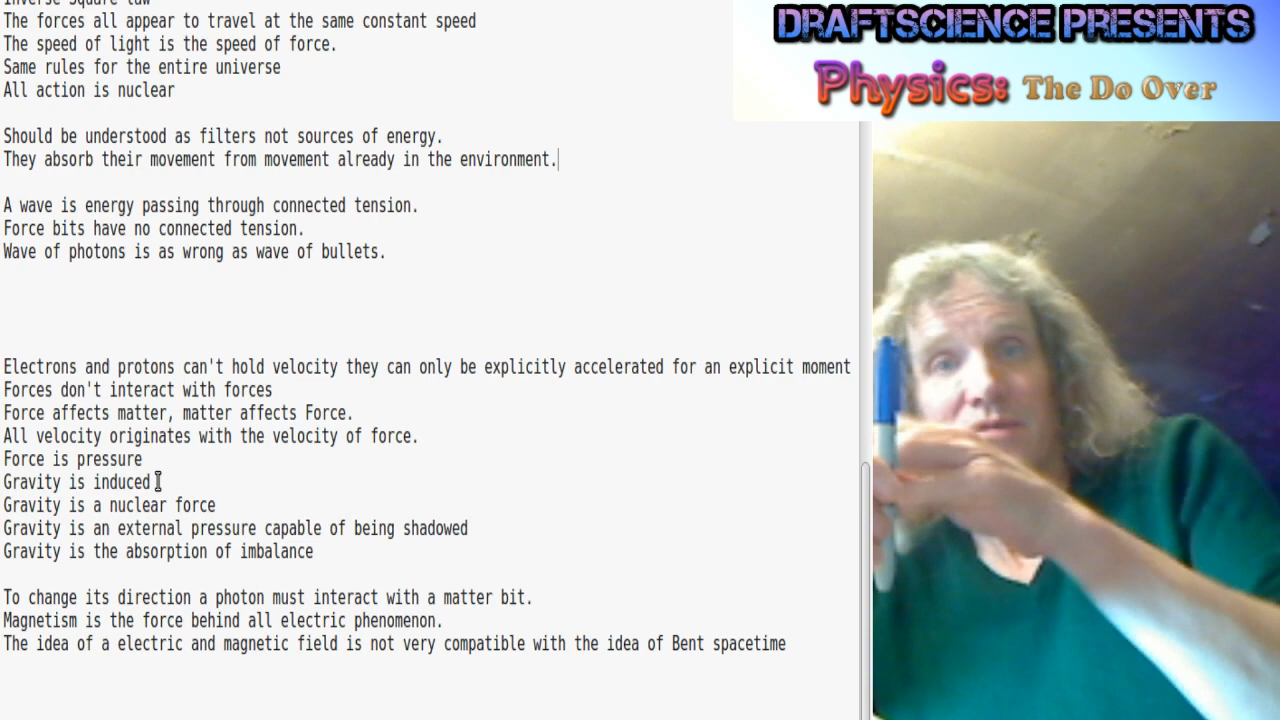 Inverse Square law
DRAFTSCIENCE PRESENTS
The forces all appear to travel at the same constant speed
The speed of light is the speed of force.
Same rules for the entire universe
Physics: The Do Over
All action is nuclear
Should be understood as filters not sources of energy.
They absorb their movement from movement already in the environment.
A wave is energy passing through connected tension.
Force bits have no connected tension.
Wave of photons is as wrong as wave of bullets.
Electrons and protons can't hold velocity they can only be explicitly accelerated for an explicit moment
Forces don't interact with forces
Force affects matter, matter affects Force.
All velocity originates with the velocity of force.
Force is pressure
Gravity is induced
Gravity is a nuclear force
Gravity is an external pressure capable of being shadowed
Gravity is the absorption of imbalance
To change its direction a photon must interact with a matter bit.
Magnetism is the force behind all electric phenomenon.
The idea of a electric and magnetic field is not very compatible with the idea of Bent spacetime